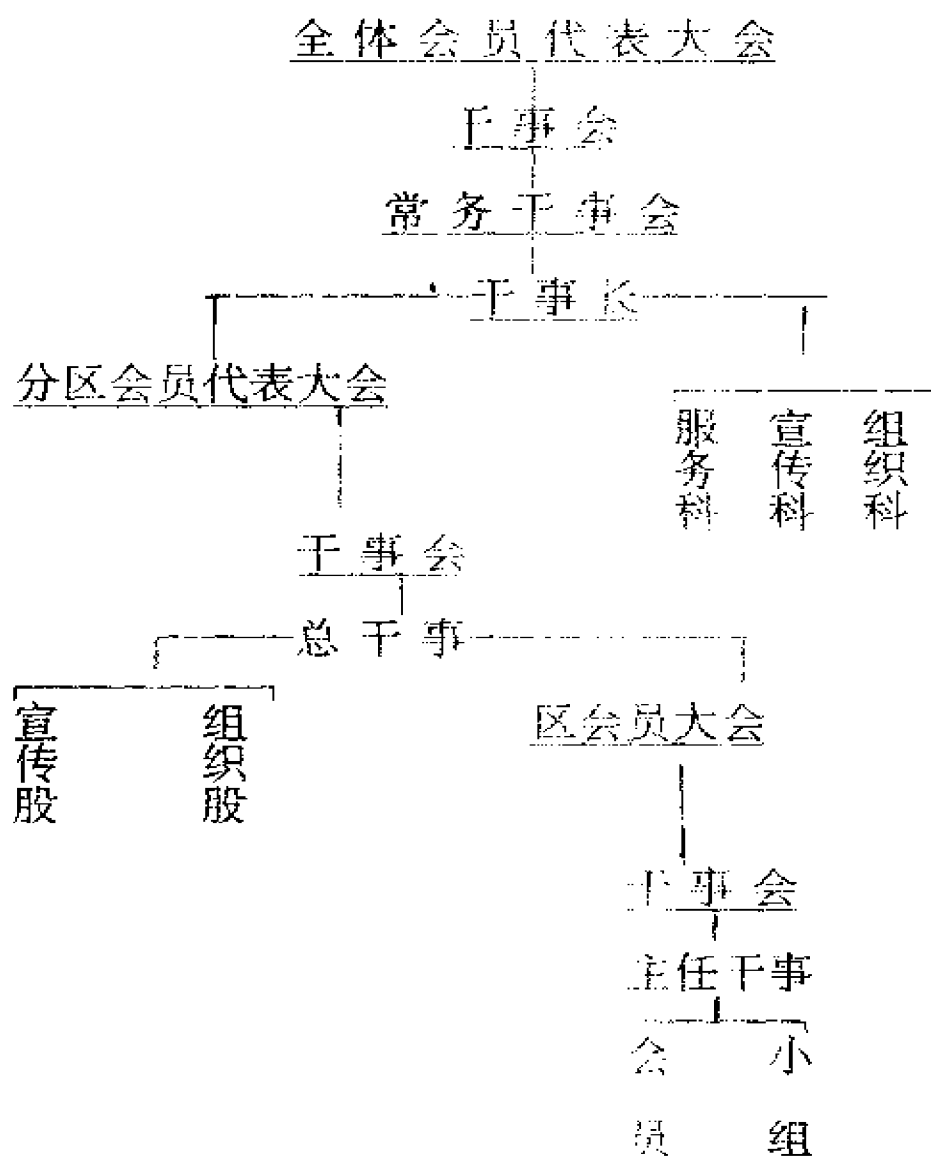 全体会员代表大会
干事会
常务干事会
干事长
分区会员代表大会
服务科
宣传科
组织科
干事会
总干事
宣传股
组织股
区会员大会
干事会
主任干事
会员
小组